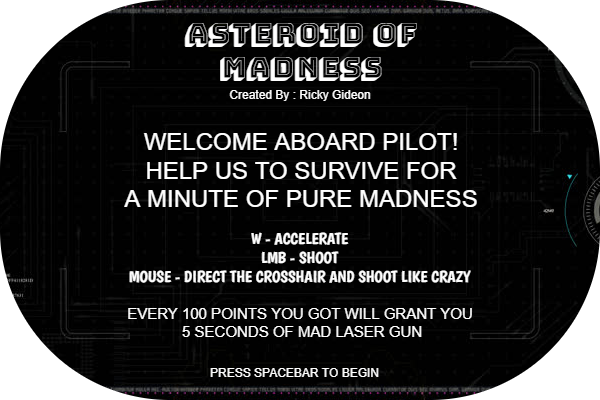 ASTEROID OF
MADNESS
Created By : Ricky Gideon
WELCOME ABOARD PILOT!
HELP US TO SURVIVE FOR
A MINUTE OF PURE MADNESS
W - ACCELERATE
LMB - SHOOT
MOUSE - DIRECT THE CROSSHAIR AND SHOOT LIKE CRAZY
EVERY 100 POINTS YOU GOT WILL GRANT YOU
5 SECONDS OF MAD LASER GUN
PRESS SPACEBAR TO BEGIN